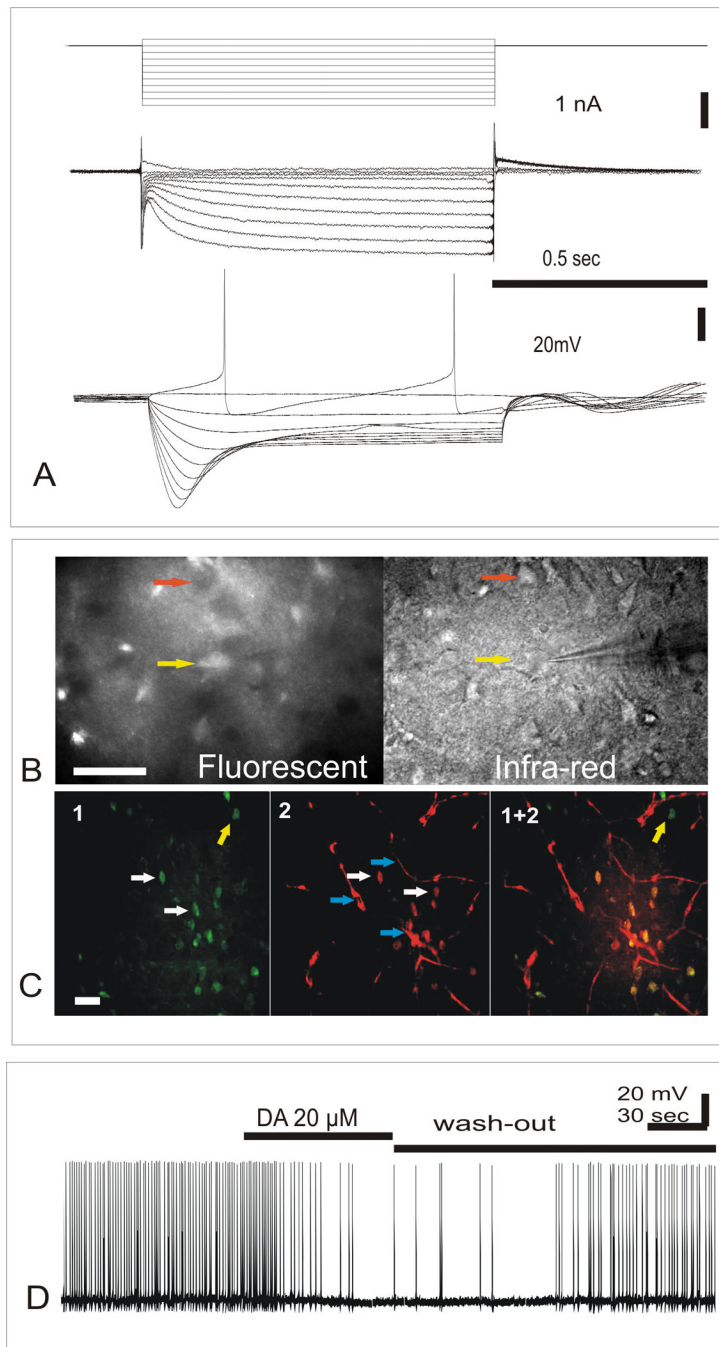 1 nA
0.5 sec
20mV
A
Fluorescent
Infra-red
B
1
2
1+2
C
20 mV
30 sec
DA 20 µM
wash-out
D